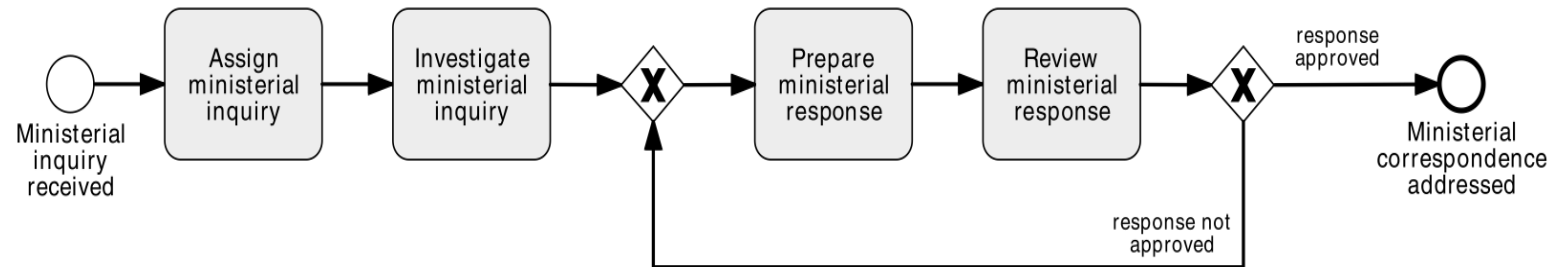 Ministerial
inquiry
received
Assign
ministerial
inquiry
Investigate
ministerial
inquiry
X
Prepare
ministerial
response
Review
ministerial
response
X
response
approved
response not
approved
Ministerial
correspondence
addressed